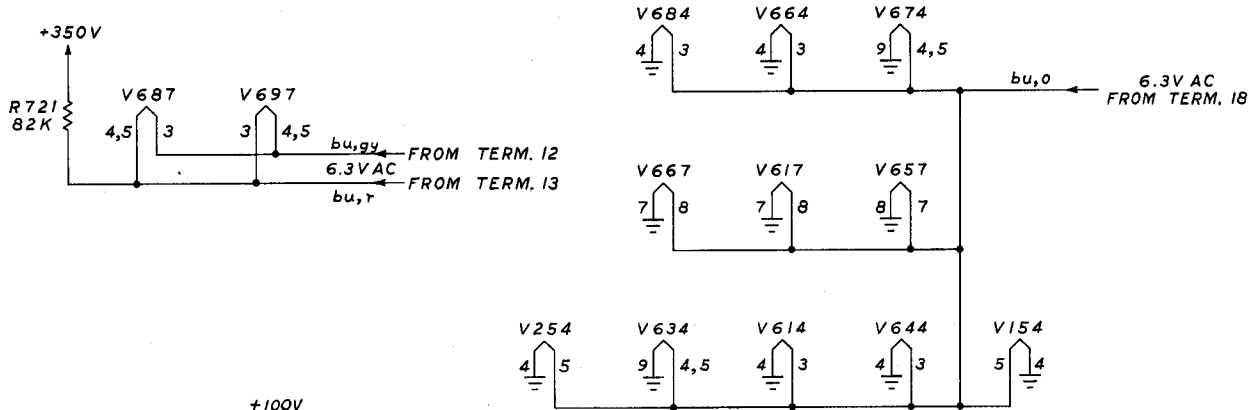 +350V
R721
82K
V687
V697
4,5
3
3
4,5
bu,gy
FROM TERM. 12
6.3V AC
FROM TERM. 13
bu,r
V684
V664
V674
4
3
4
3
9
4,5
bu,o
6.3V AC
FROM TERM. 18
V667
V617
V657
7
8
7
8
8
7
V254
V634
V614
V644
V154
4
5
9
4,5
4
3
4
3
5
4
+100V